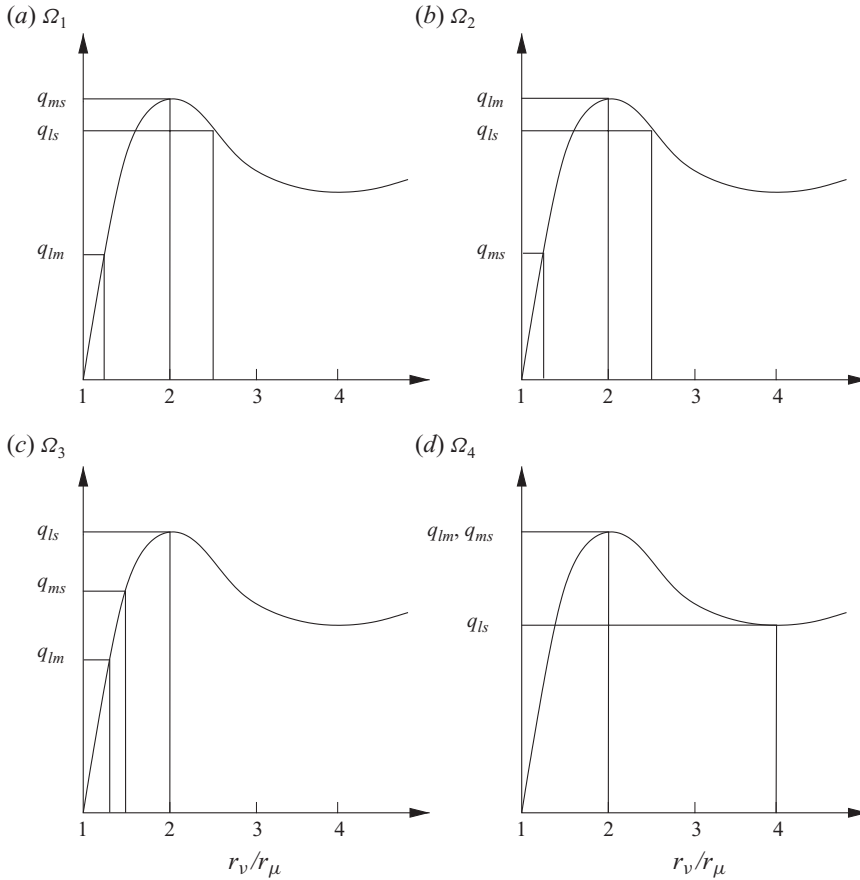 (a) Ω₁
q_ms
q_ls
q_lm
1 2 3 4
(b) Ω₂
q_lm
q_ls
q_ms
1 2 3 4
(c) Ω₃
q_ls
q_ms
q_lm
1 2 3 4
r_ν/r_μ
(d) Ω₄
q_lm, q_ms
q_ls
1 2 3 4
r_ν/r_μ